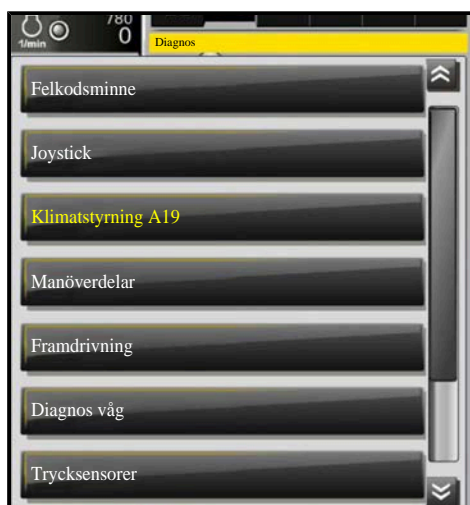 780
1/min
0
Diagnos
Felkodsminne
Joystick
Klimatstyrning A19
Manöverdelar
Framdrivning
Diagnos våg
Trycksensorer